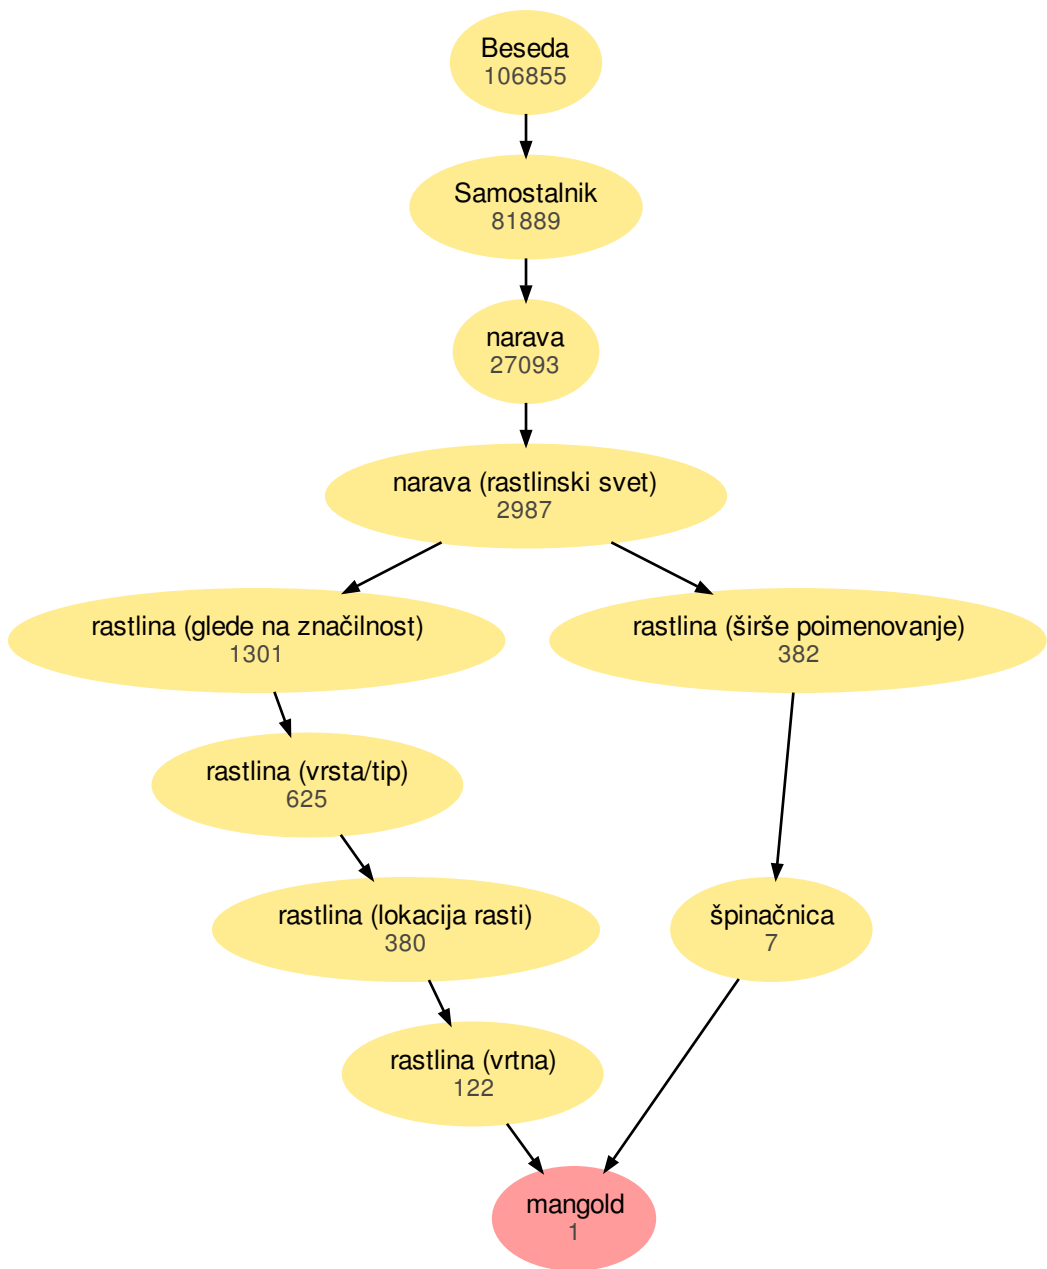 Beseda
106855
Samostalnik
81889
narava
27093
narava (rastlinski svet)
2987
rastlina (glede na značilnost)
1301
rastlina (širše poimenovanje)
382
rastlina (vrsta/tip)
625
rastlina (lokacija rasti)
380
špinačnica
7
rastlina (vrtna)
122
mangold
1